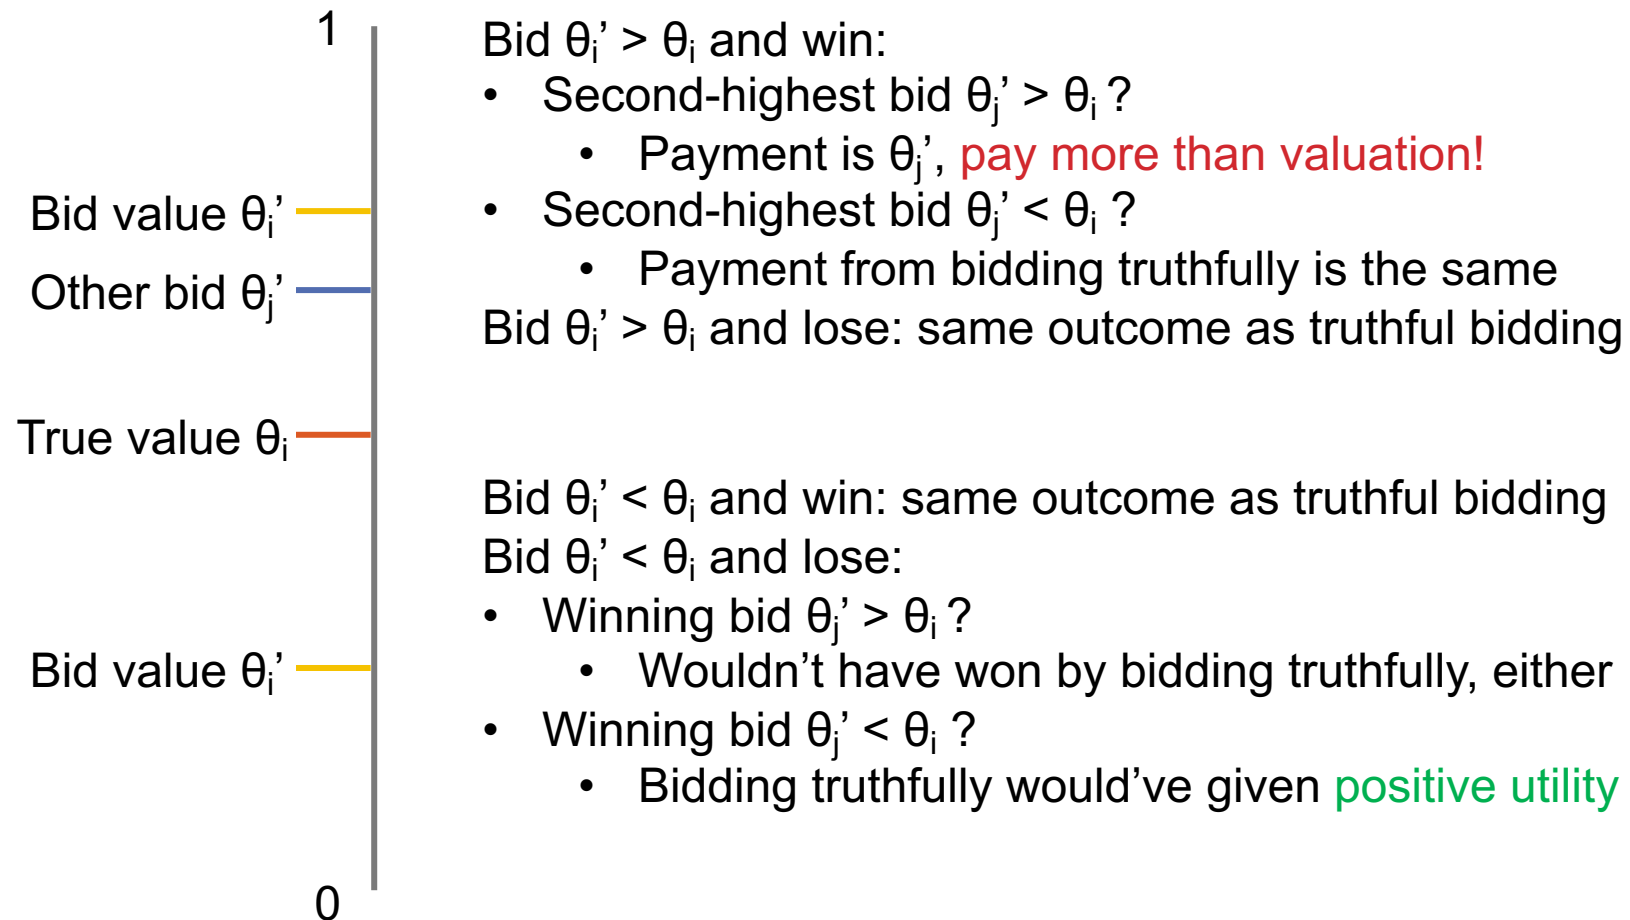 1
Bid value θi’
Other bid θj’
True value θi
Bid value θi’
0
Bid θi’ > θi and win:
• Second-highest bid θj’ > θi ?
• Payment is θj’, pay more than valuation!
• Second-highest bid θj’ < θi ?
• Payment from bidding truthfully is the same
Bid θi’ > θi and lose: same outcome as truthful bidding
Bid θi’ < θi and win: same outcome as truthful bidding
Bid θi’ < θi and lose:
• Winning bid θj’ > θi ?
• Wouldn’t have won by bidding truthfully, either
• Winning bid θj’ < θi ?
• Bidding truthfully would’ve given positive utility